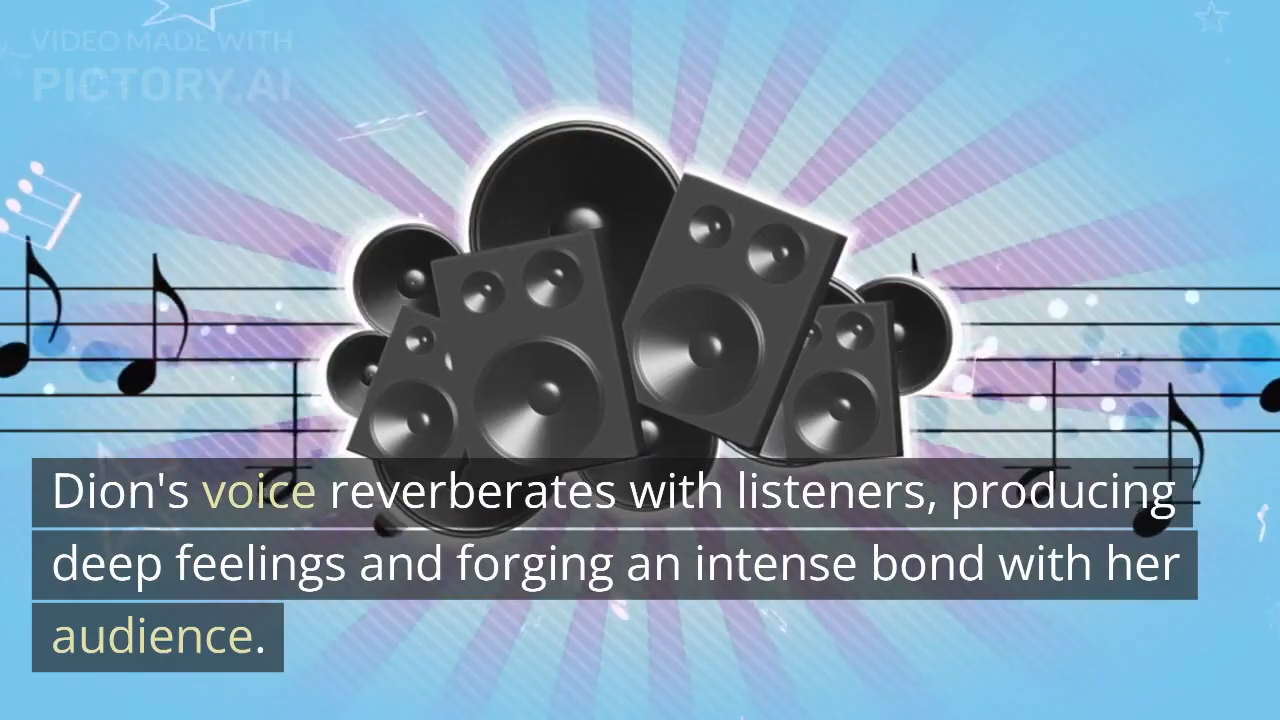 VIDEO MADE WITH
PICTORY.AI
Dion's voice reverberates with listeners, producing
deep feelings and forging an intense bond with her
audience.